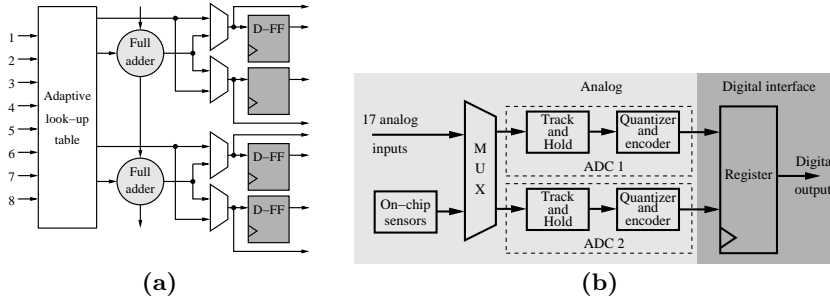 1
2
3
4
5
6
7
8
Adaptive
look-up
table
Full
adder
Full
adder
D-FF
D-FF
D-FF
(a)
Analog
Digital interface
17 analog
inputs
On-chip
sensors
MUX
Track
and
Hold
Quantizer
and
encoder
ADC 1
Track
and
Hold
Quantizer
and
encoder
ADC 2
Register
Digital
output
(b)